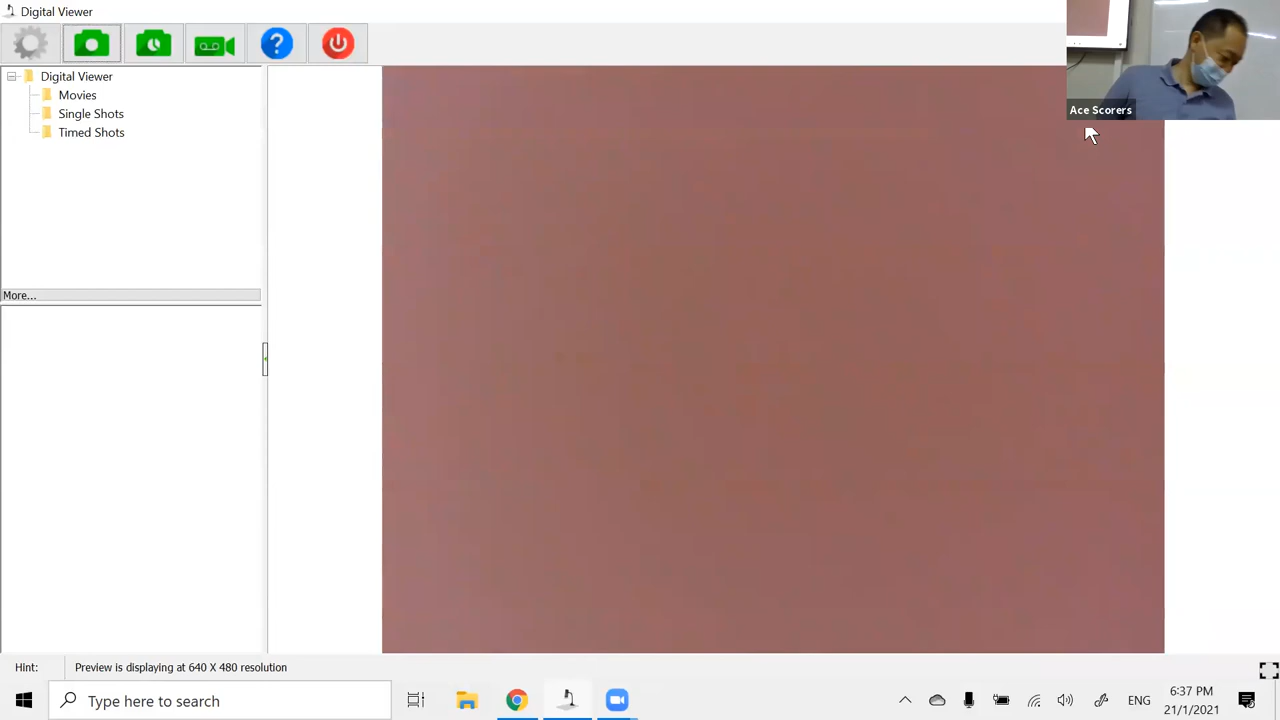 Digital Viewer
Ace Scorers
Digital Viewer
Movies
Single Shots
Timed Shots
More...
Hint:
Preview is displaying at 640 X 480 resolution
Type here to search
ENG
6:37 PM
21/1/2021